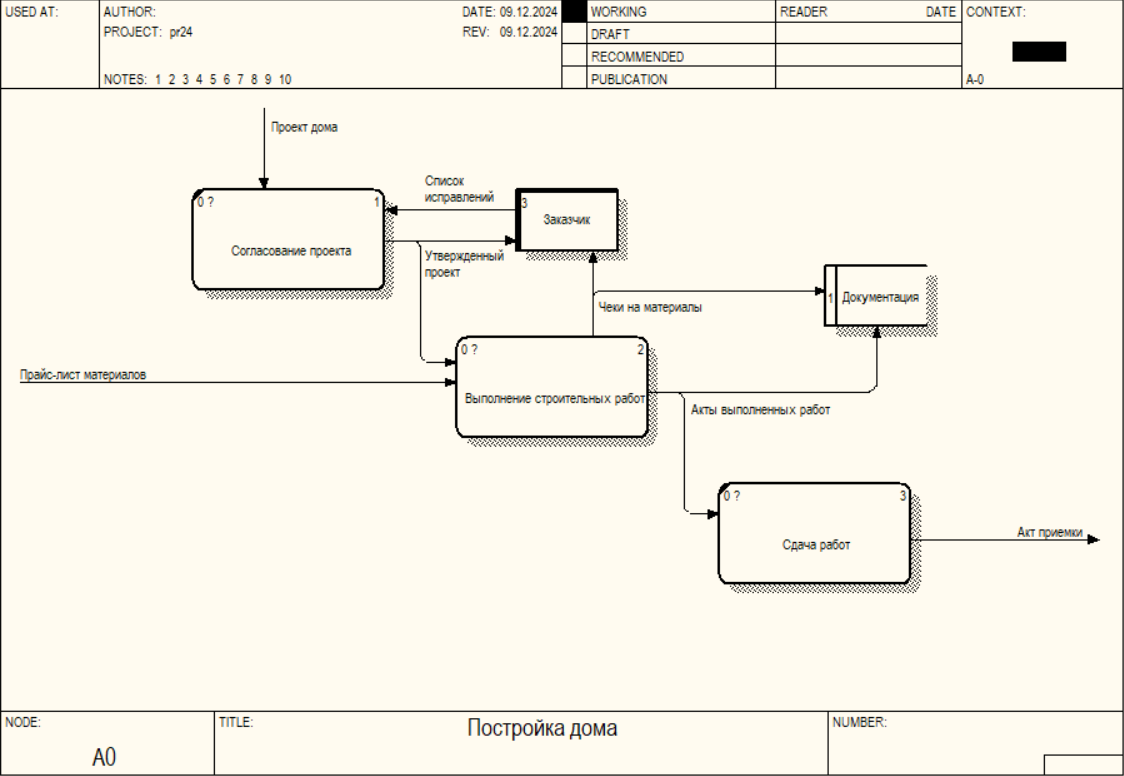 USED AT:
AUTHOR:
DATE: 09.12.2024
WORKING
READER
DATE
CONTEXT:
PROJECT: pr24
REV: 09.12.2024
DRAFT
RECOMMENDED
NOTES: 1 2 3 4 5 6 7 8 9 10
PUBLICATION
A-0
Проект дома
Список
исправлений
0 ?
1
Согласование проекта
3
Заказчик
Утвержденный
проект
Чеки на материалы
1
Документация
Прайс-лист материалов
0 ?
2
Выполнение строительных работ
Акты выполненных работ
0 ?
3
Сдача работ
Акт приемки
NODE:
A0
TITLE:
Постройка дома
NUMBER: